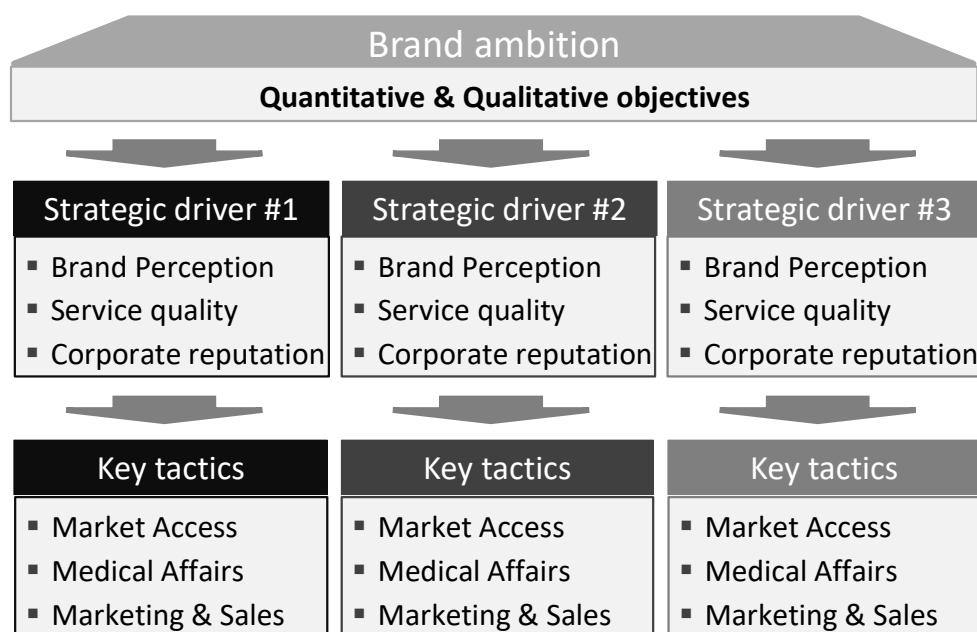 Brand ambition
Quantitative & Qualitative objectives
Strategic driver #1
▪ Brand Perception
▪ Service quality
▪ Corporate reputation
Strategic driver #2
▪ Brand Perception
▪ Service quality
▪ Corporate reputation
Strategic driver #3
▪ Brand Perception
▪ Service quality
▪ Corporate reputation
Key tactics
▪ Market Access
▪ Medical Affairs
▪ Marketing & Sales
Key tactics
▪ Market Access
▪ Medical Affairs
▪ Marketing & Sales
Key tactics
▪ Market Access
▪ Medical Affairs
▪ Marketing & Sales